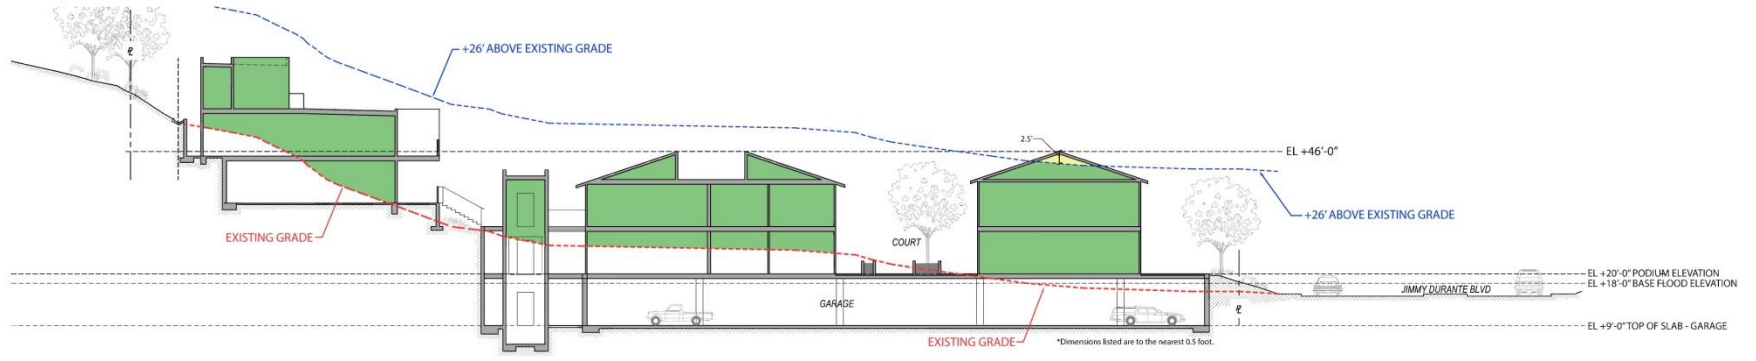 +26' ABOVE EXISTING GRADE
℄
2.5'
EL +46'-0"
+26' ABOVE EXISTING GRADE
EXISTING GRADE
COURT
EL +20'-0" PODIUM ELEVATION
EL +18'-0" BASE FLOOD ELEVATION
JIMMY DURANTE BLVD
GARAGE
℄
EL +9'-0" TOP OF SLAB - GARAGE
EXISTING GRADE
*Dimensions listed are to the nearest 0.5 foot.